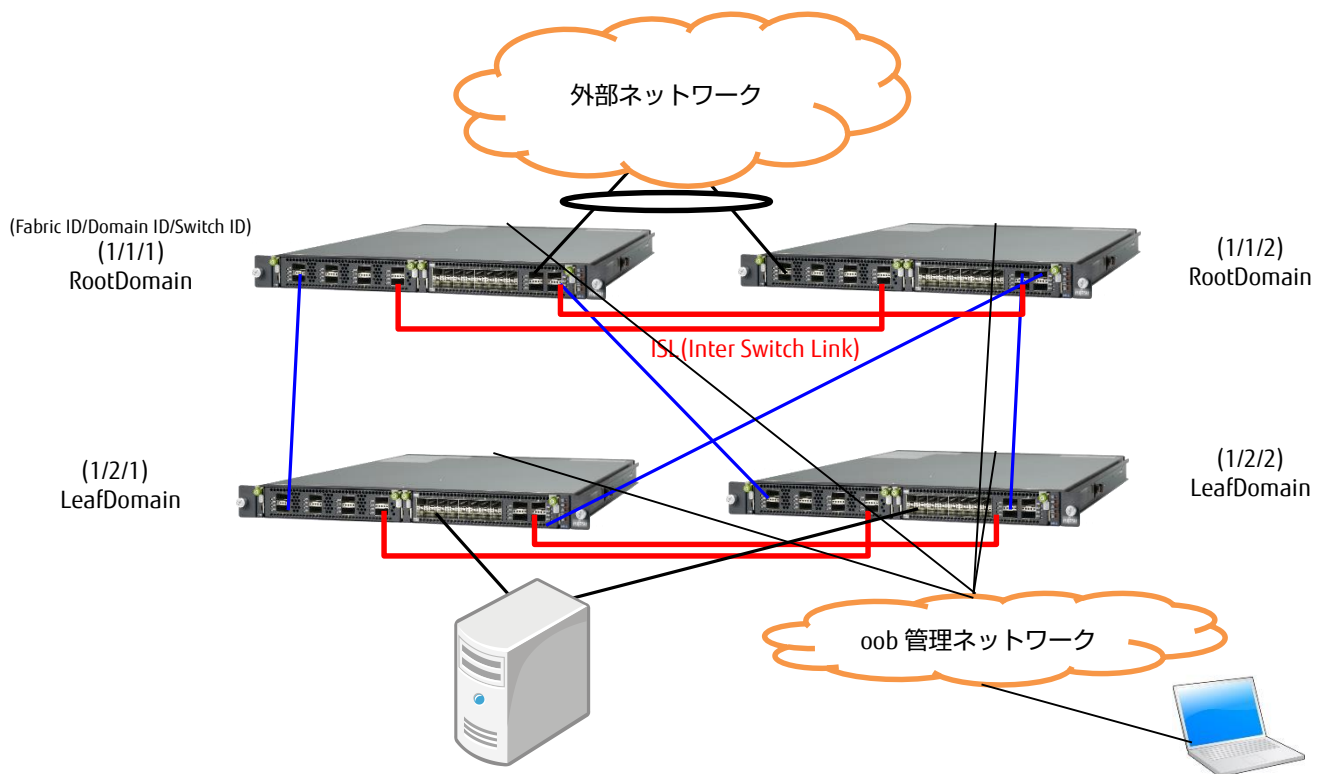 外部ネットワーク
(Fabric ID/Domain ID/Switch ID)
(1/1/1)
RootDomain
(1/1/2)
RootDomain
ISL(Inter Switch Link)
(1/2/1)
LeafDomain
(1/2/2)
LeafDomain
oob 管理ネットワーク